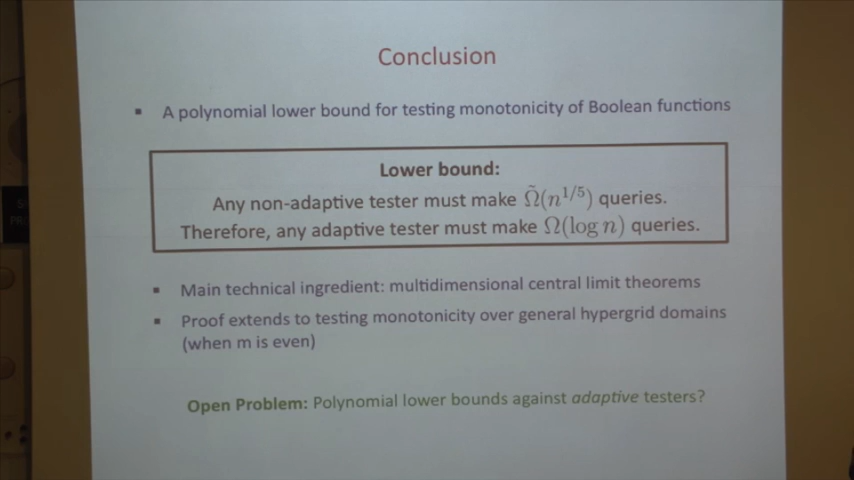 Conclusion
▪ A polynomial lower bound for testing monotonicity of Boolean functions
Lower bound:
Any non-adaptive tester must make Ω̃(n^{1/5}) queries.
Therefore, any adaptive tester must make Ω(log n) queries.
▪ Main technical ingredient: multidimensional central limit theorems
▪ Proof extends to testing monotonicity over general hypergrid domains
(when m is even)
Open Problem: Polynomial lower bounds against adaptive testers?